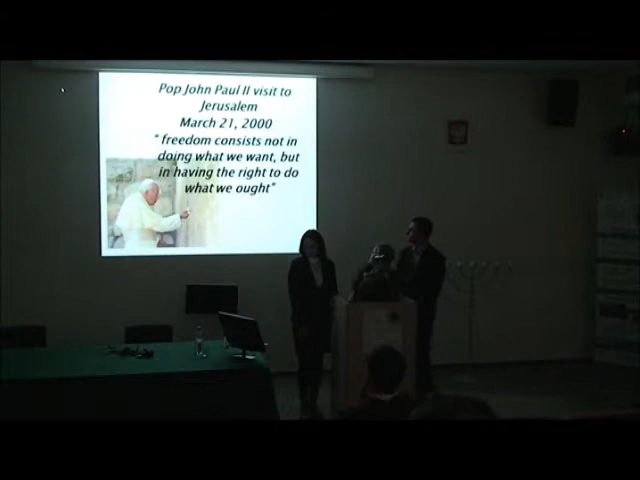 Pop John Paul II visit to
Jerusalem
March 21, 2000
“ freedom consists not in
doing what we want, but
in having the right to do
what we ought”